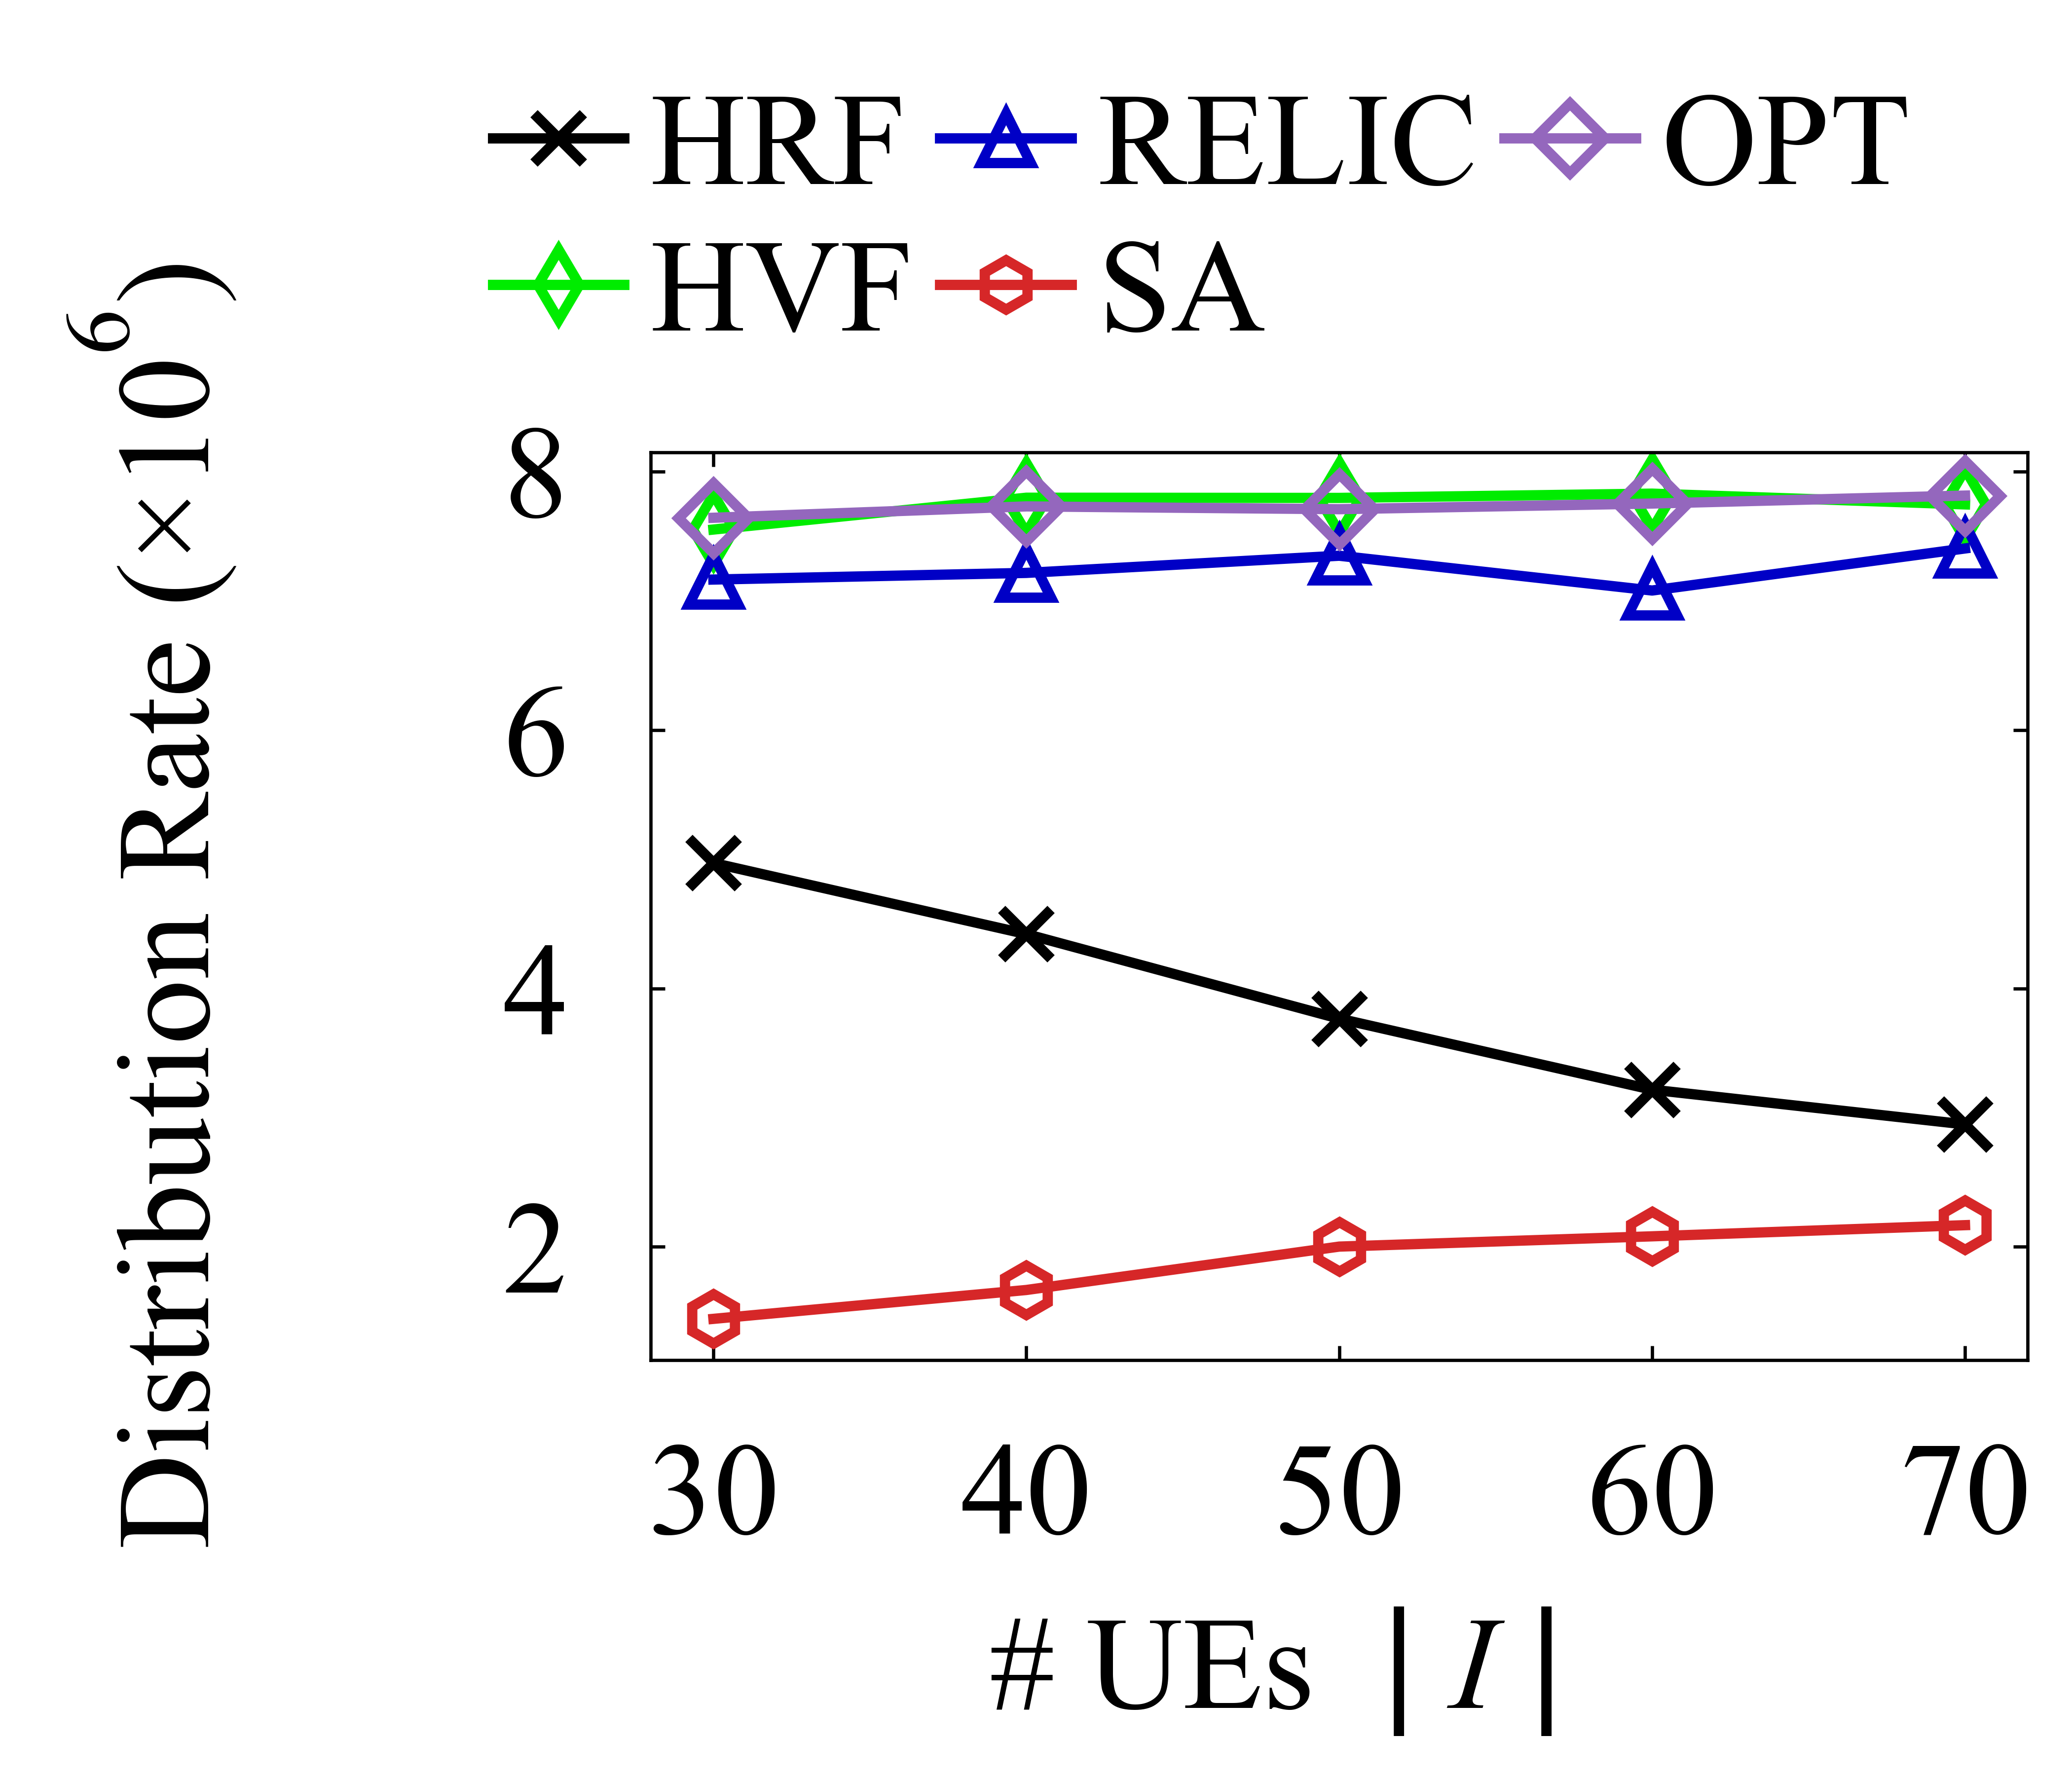 HRF RELIC OPT
HVF SA
Distribution Rate (×10⁶)
8
6
4
2
30 40 50 60 70
# UEs | I |